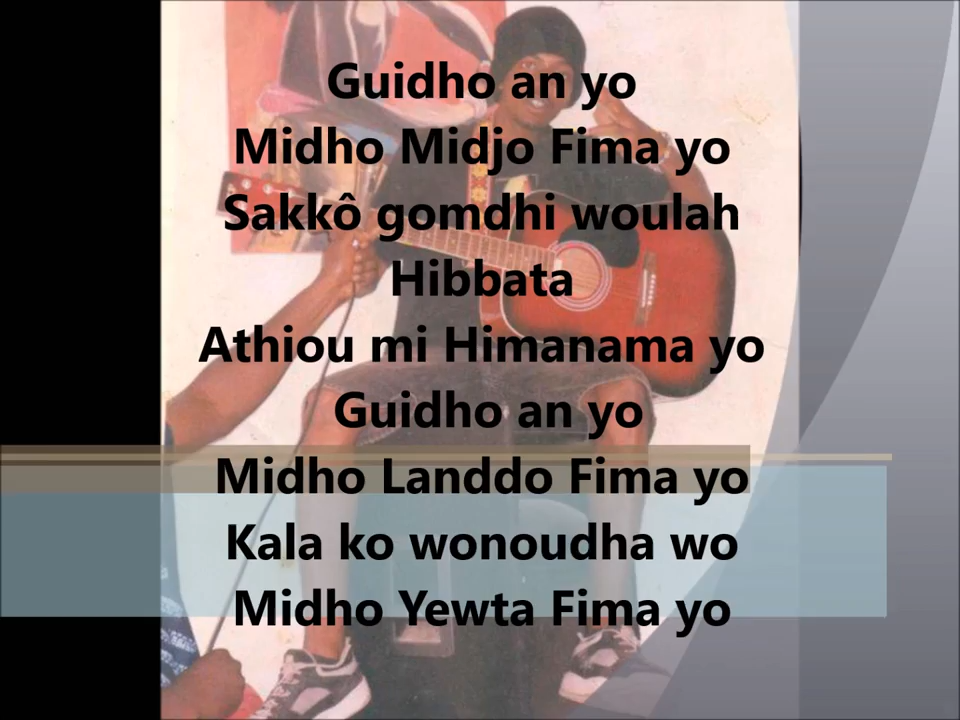 Guidho an yo
Midho Midjo Fima yo
Sakkô gomdhi woulah
Hibbata
Athiou mi Himanama yo
Guidho an yo
Midho Landdo Fima yo
Kala ko wonoudha wo
Midho Yewta Fima yo